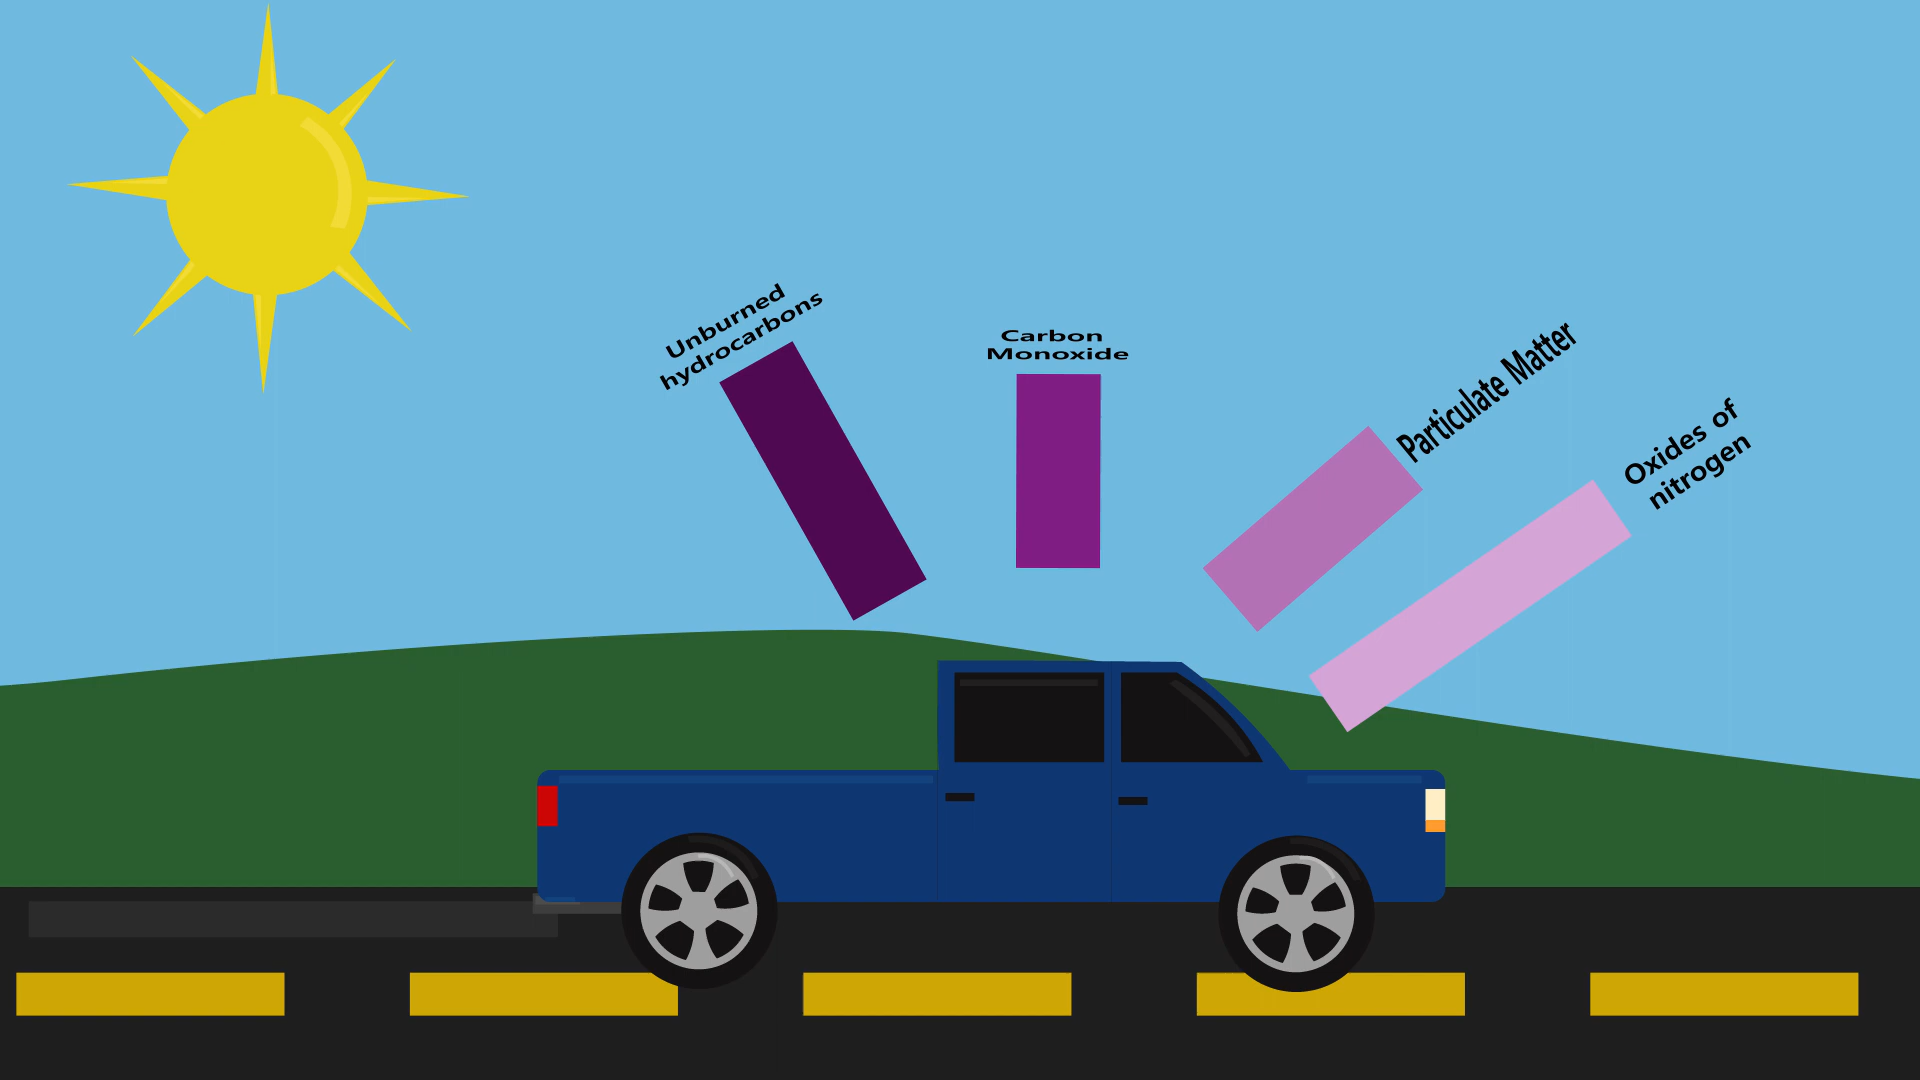 Unburned
hydrocarbons
Carbon
Monoxide
Particulate Matter
Oxides of
nitrogen